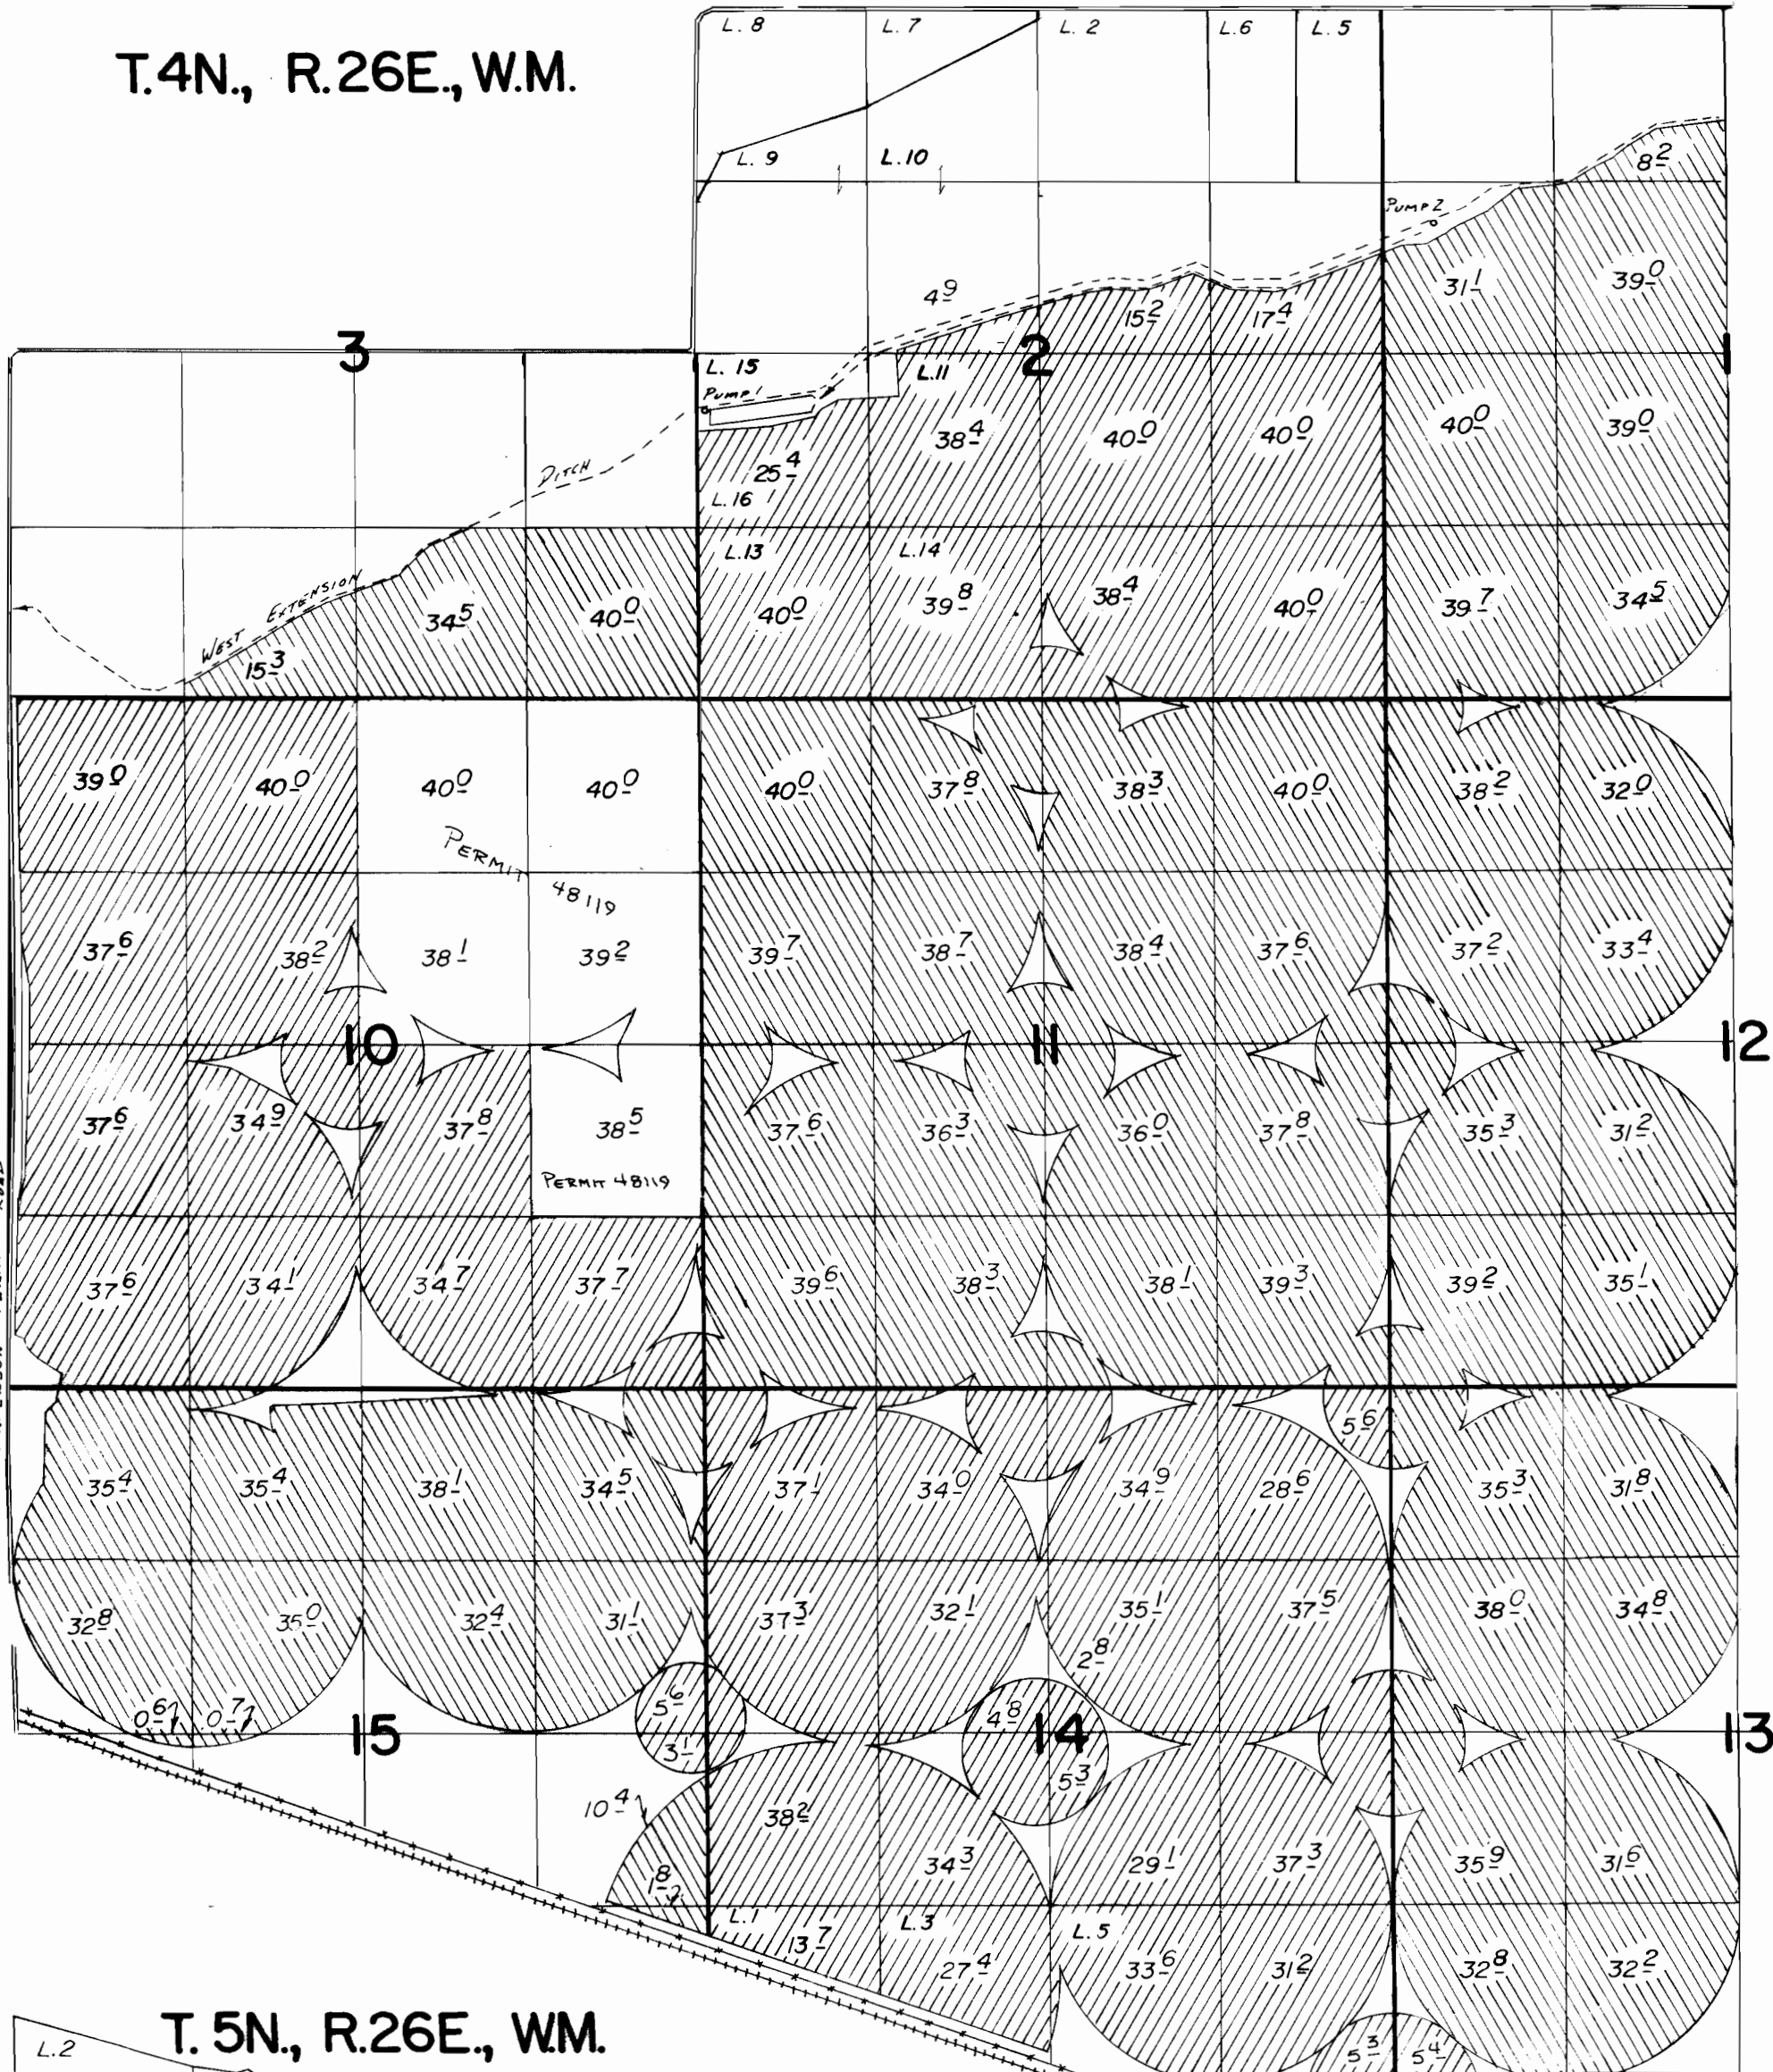 L. 8 L. 7 L. 2 L. 6 L. 5
T.4N., R.26E., W.M.
L. 9 L.10 8 2
PUMP 2
4 9 15 2 17 4 31 1 39 0
3 2 1
L. 15 L.11
PUMP 1
38 4 40 0 40 0 40 0 39 0
DITCH 25 4
L. 16
L.13 L.14
WEST EXTENSION
15 3 34 5 40 0 40 0 39 8 38 4 40 0 39 7 34 5
39 0 40 0 40 0 40 0 40 0 37 8 38 3 40 0 38 2 32 0
PERMIT 48119
37 6 38 2 38 1 39 2 39 7 38 7 38 4 37 6 37 2 33 4
10 11 12
37 6 34 9 37 8 38 5 37 6 36 3 36 0 37 8 35 3 31 2
PERMIT 48119
ROAD
37 6 34 1 34 7 37 7 39 6 38 3 38 1 39 3 39 2 35 1
5 6
35 4 35 4 38 1 34 5 37 1 34 0 34 9 28 6 35 3 31 8
32 8 35 0 32 4 31 1 37 3 32 1 35 1 37 5 38 0 34 8
2 8
0 6 0 7 5 6 4 8
15 14 13
3 1 5 3
10 4 38 2
1 8 34 3 29 1 37 3 35 9 31 6
L.1 L.3 L.5
13 7 27 4 33 6 31 2 32 8 32 2
T. 5N., R.26E., W.M.
L.2 5 3 5 4